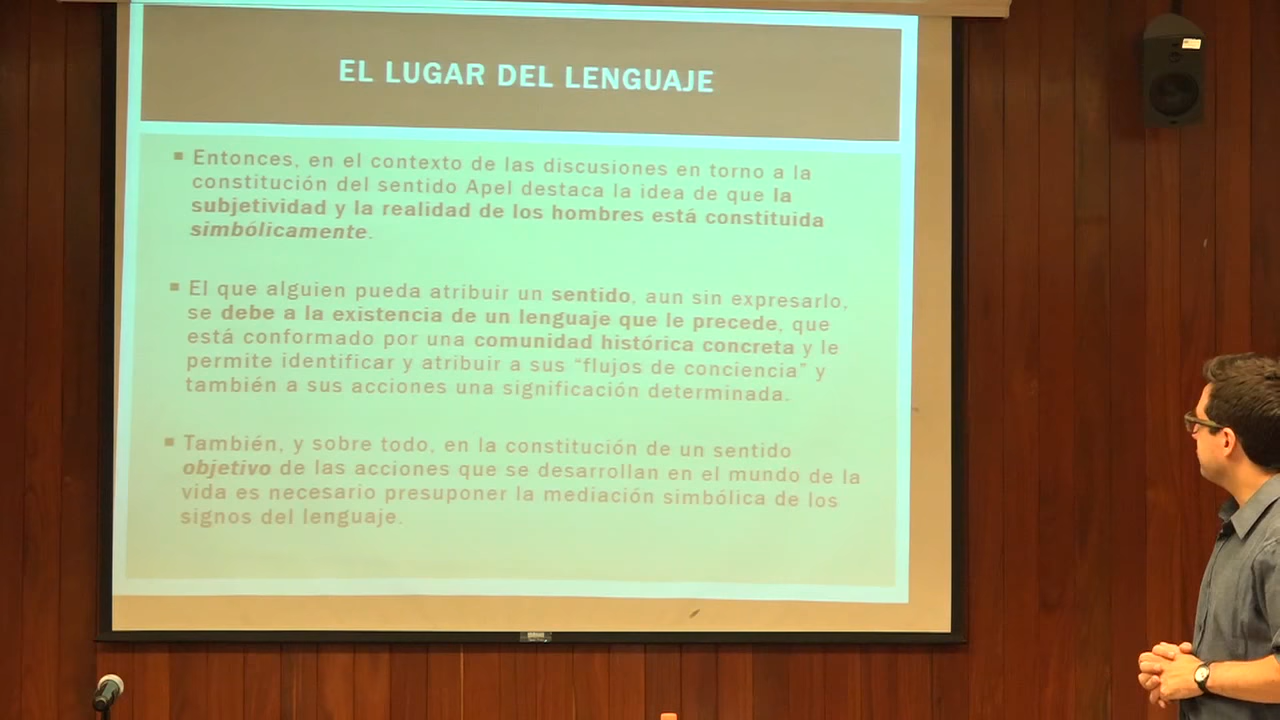 EL LUGAR DEL LENGUAJE
▪ Entonces, en el contexto de las discusiones en torno a la
constitución del sentido Apel destaca la idea de que la
subjetividad y la realidad de los hombres está constituida
simbólicamente.
▪ El que alguien pueda atribuir un sentido, aun sin expresarlo,
se debe a la existencia de un lenguaje que le precede, que
está conformado por una comunidad histórica concreta y le
permite identificar y atribuir a sus “flujos de conciencia” y
también a sus acciones una significación determinada.
▪ También, y sobre todo, en la constitución de un sentido
objetivo de las acciones que se desarrollan en el mundo de la
vida es necesario presuponer la mediación simbólica de los
signos del lenguaje.